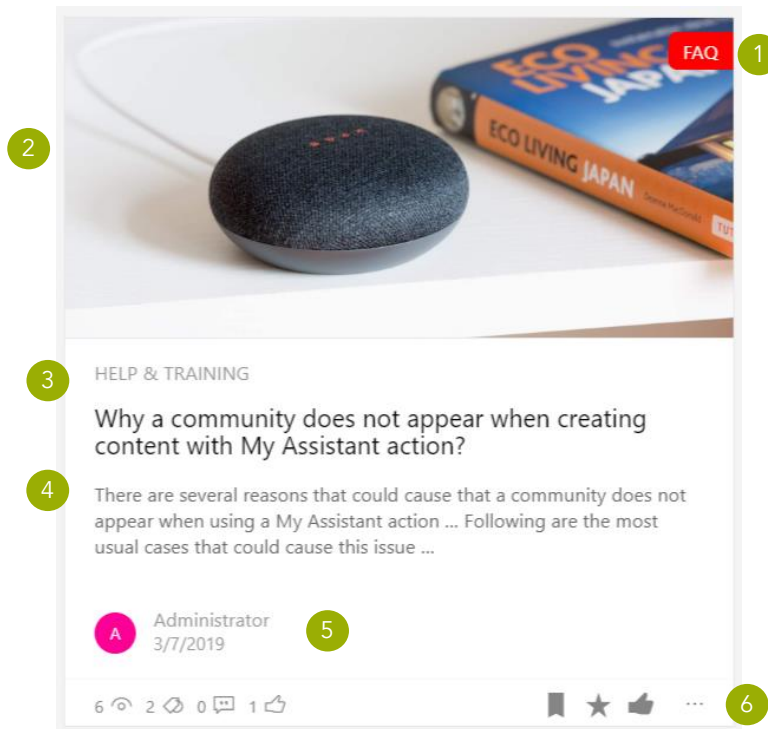 FAQ
1
ECO
LIVING
JAPAN
ECO LIVING JAPAN
2
3
HELP & TRAINING
Why a community does not appear when creating
content with My Assistant action?
4
There are several reasons that could cause that a community does not
appear when using a My Assistant action ... Following are the most
usual cases that could cause this issue ...
A
Administrator
3/7/2019
5
6 2 0 1
... 6